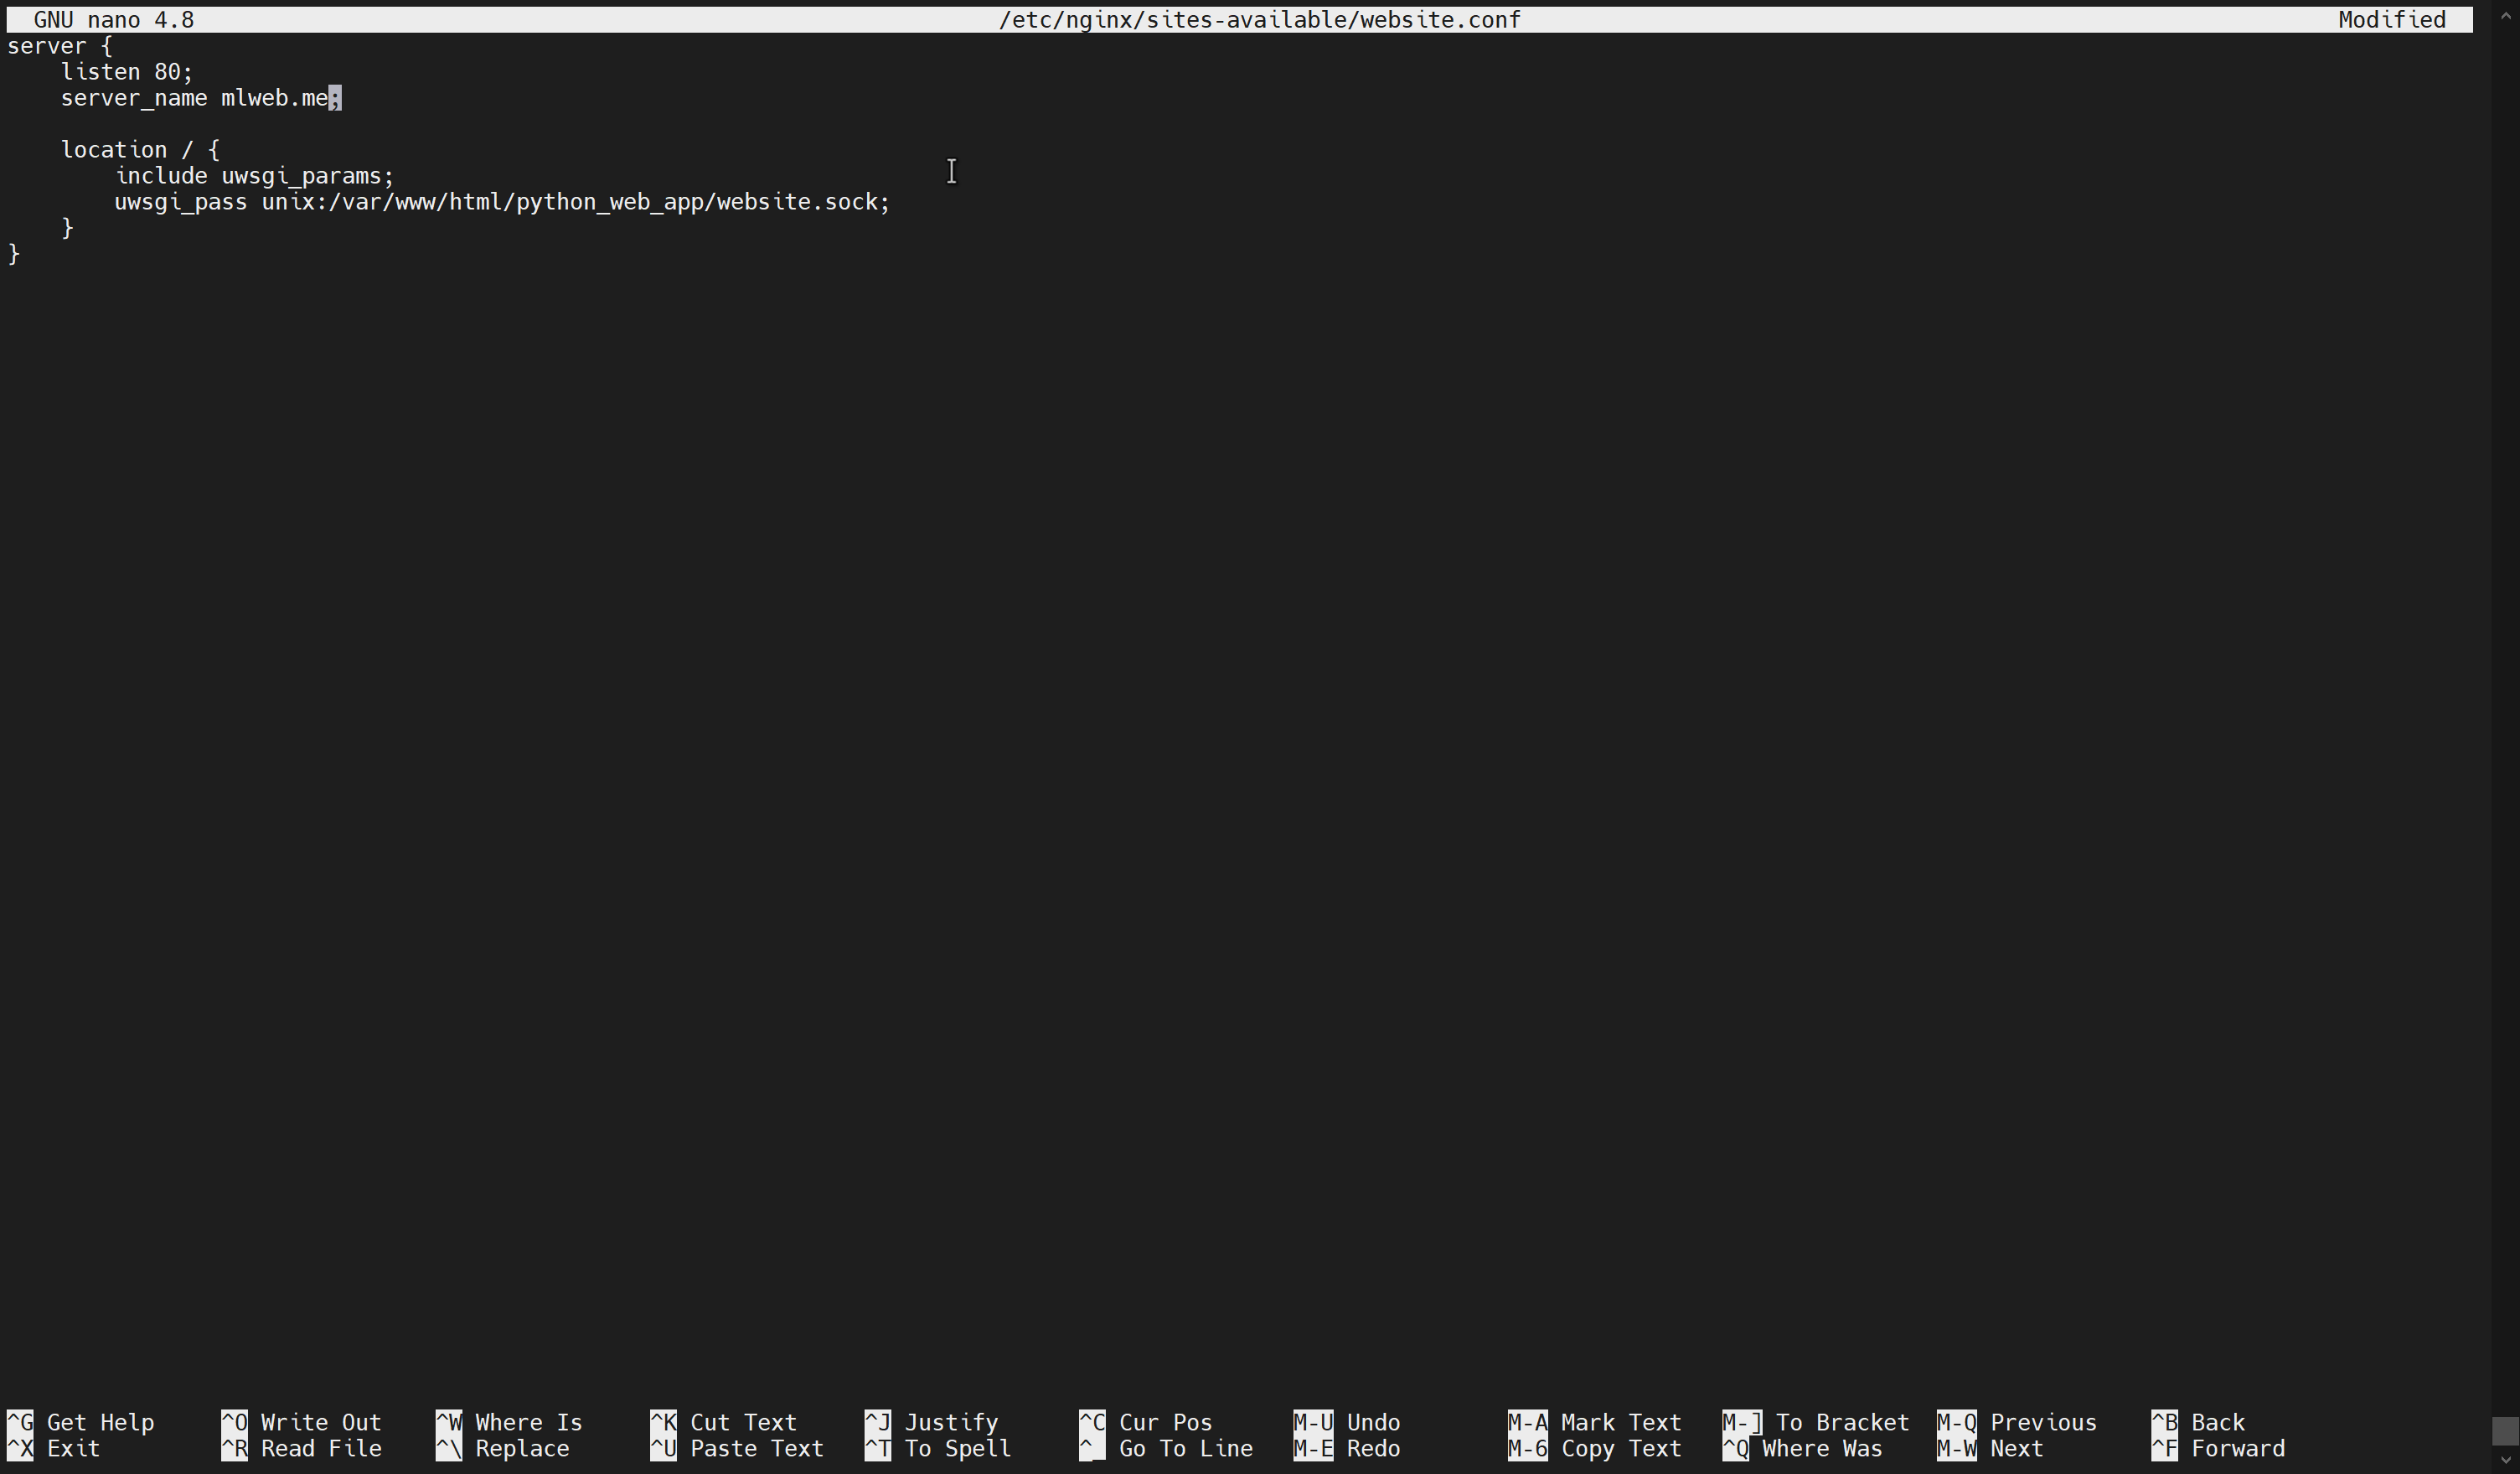 GNU nano 4.8 /etc/nginx/sites-available/website.conf Modified
server {
    listen 80;
    server_name mlweb.me;

    location / {
        include uwsgi_params;
        uwsgi_pass unix:/var/www/html/python_web_app/website.sock;
    }
}
^G Get Help ^O Write Out ^W Where Is ^K Cut Text ^J Justify ^C Cur Pos M-U Undo M-A Mark Text M-] To Bracket M-Q Previous ^B Back
^X Exit ^R Read File ^\ Replace ^U Paste Text ^T To Spell ^_ Go To Line M-E Redo M-6 Copy Text ^Q Where Was M-W Next ^F Forward